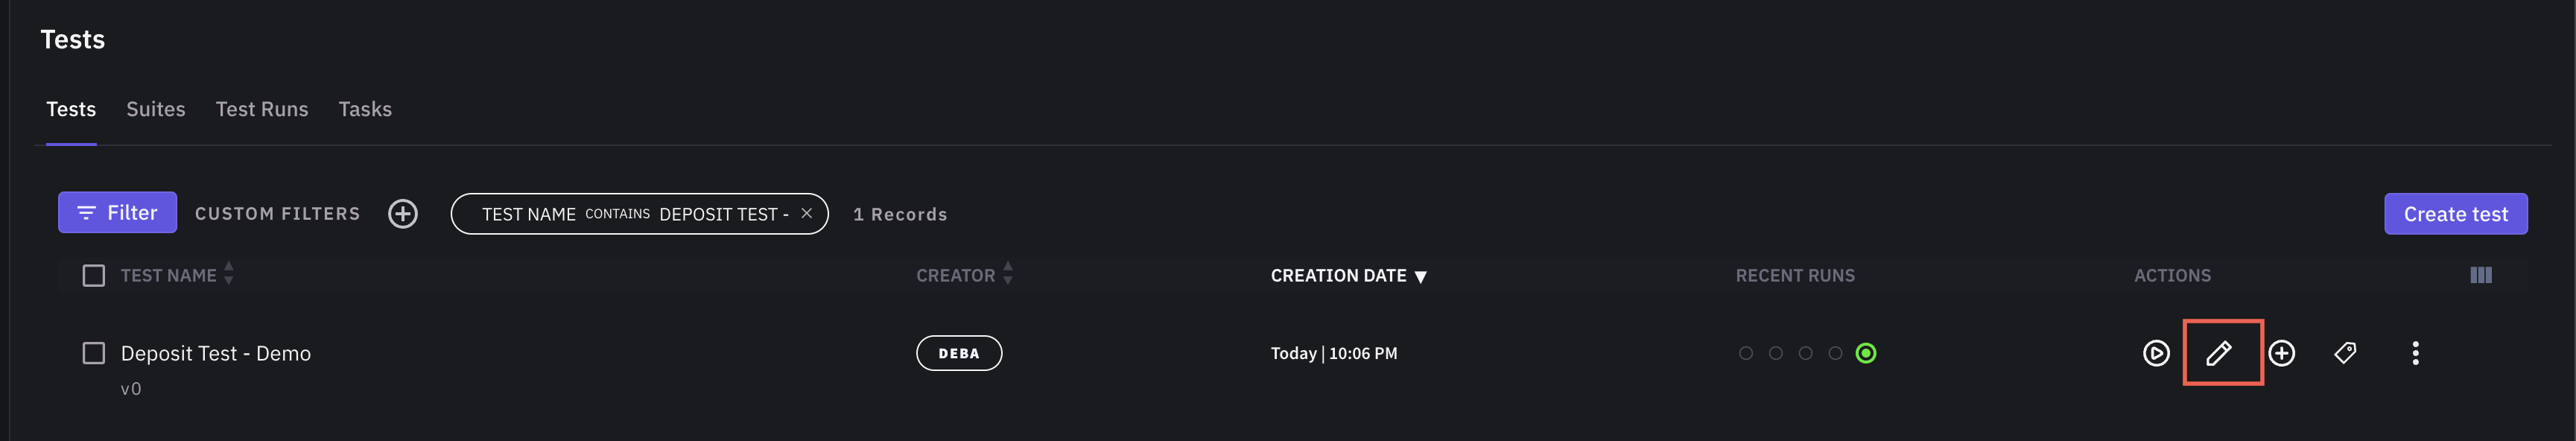 Tests
Tests Suites Test Runs Tasks
Filter CUSTOM FILTERS TEST NAME CONTAINS DEPOSIT TEST - × 1 Records Create test
TEST NAME CREATOR CREATION DATE RECENT RUNS ACTIONS
Deposit Test - Demo DEBA Today | 10:06 PM
v0